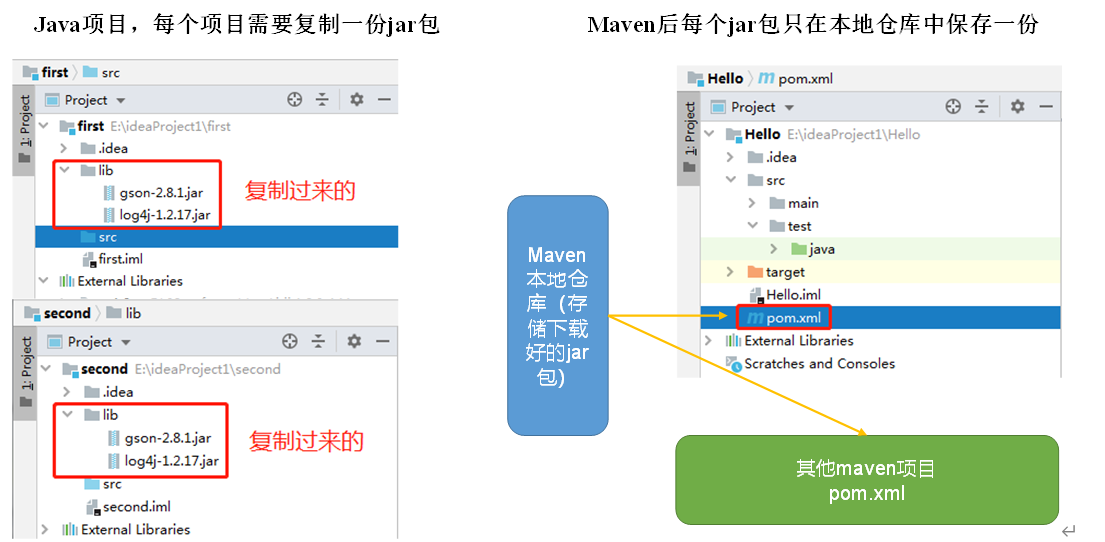 Java项目，每个项目需要复制一份jar包
first
src
1: Project
Project
first E:\ideaProject1\first
.idea
lib
gson-2.8.1.jar
log4j-1.2.17.jar
复制过来的
src
first.iml
External Libraries
second
lib
1: Project
Project
second E:\ideaProject1\second
.idea
lib
gson-2.8.1.jar
log4j-1.2.17.jar
复制过来的
src
second.iml
External Libraries
Maven后每个jar包只在本地仓库中保存一份
Maven
本地仓
库（存
储下载
好的jar
包）
Hello
pom.xml
1: Project
Project
Hello E:\ideaProject1\Hello
.idea
src
main
test
java
target
Hello.iml
pom.xml
External Libraries
Scratches and Consoles
其他maven项目
pom.xml